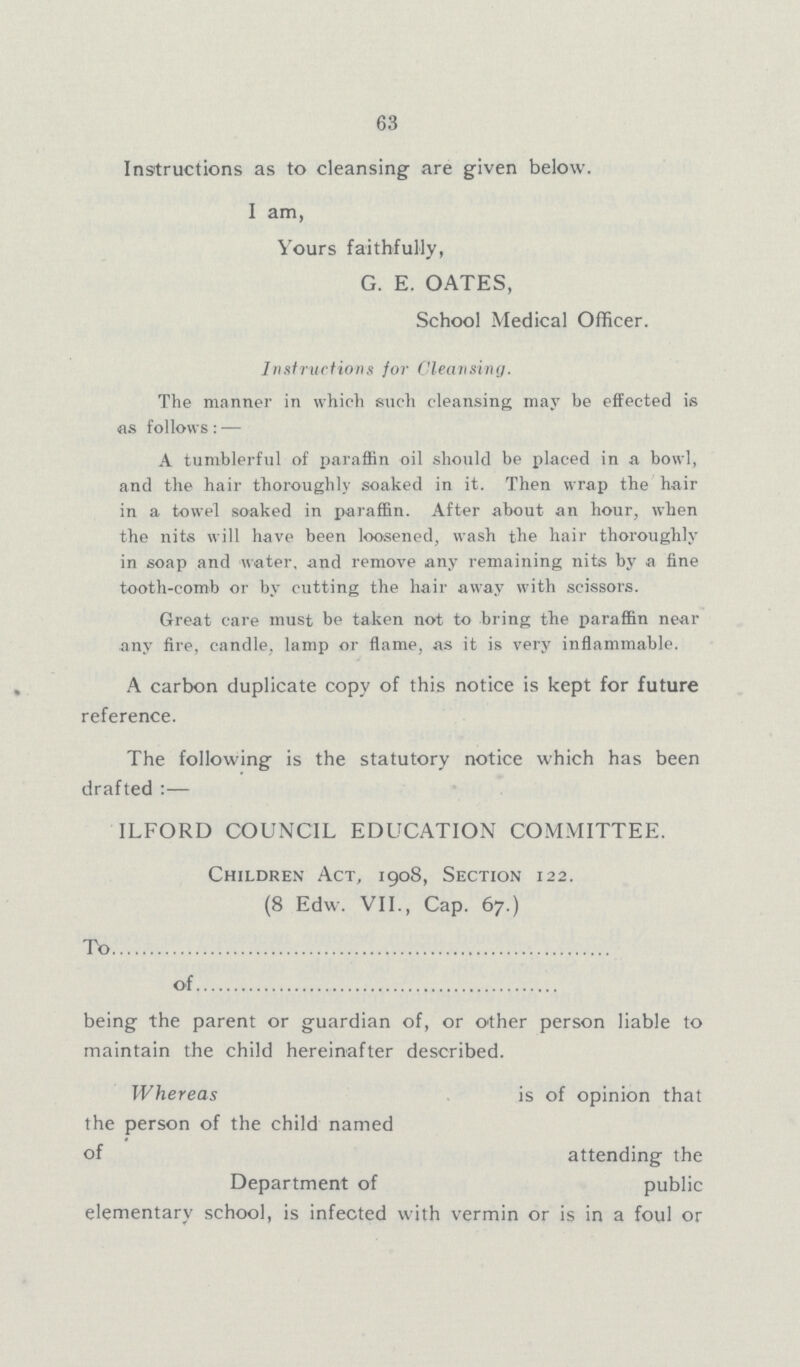 63
Instructions as to cleansing are given below.
I am,
Yours faithfully,
G. E. OATES,
School Medical Officer.
Instructions for Cleansing.
The manner in which such cleansing may be effected is
as follows: —
A tumblerful of paraffin oil should be placed in a bowl,
and the hair thoroughly soaked in it. Then wrap the hair
in a towel soaked in paraffin. After about an hour, when
the nits will have been loosened, wash the hair thoroughly
in soap and water, and remove any remaining nits by a fine
tooth-comb or by cutting the hair away with scissors.
Great care must be taken not to bring the paraffin near
any fire, candle, lamp or flame, as it is very inflammable.
A carbon duplicate copy of this notice is kept for future
reference.
The following is the statutory notice which has been
drafted :—
ILFORD COUNCIL EDUCATION COMMITTEE.
Children Act, 1908, Section 122.
(8 Edw. VII., Cap. 67.)
To..........................................................................
of......................................................
being the parent or guardian of, or other person liable to
maintain the child hereinafter described.
Whereas is of opinion that
the person of the child named
of attending the
Department of public
elementary school, is infected with vermin or is in a foul or